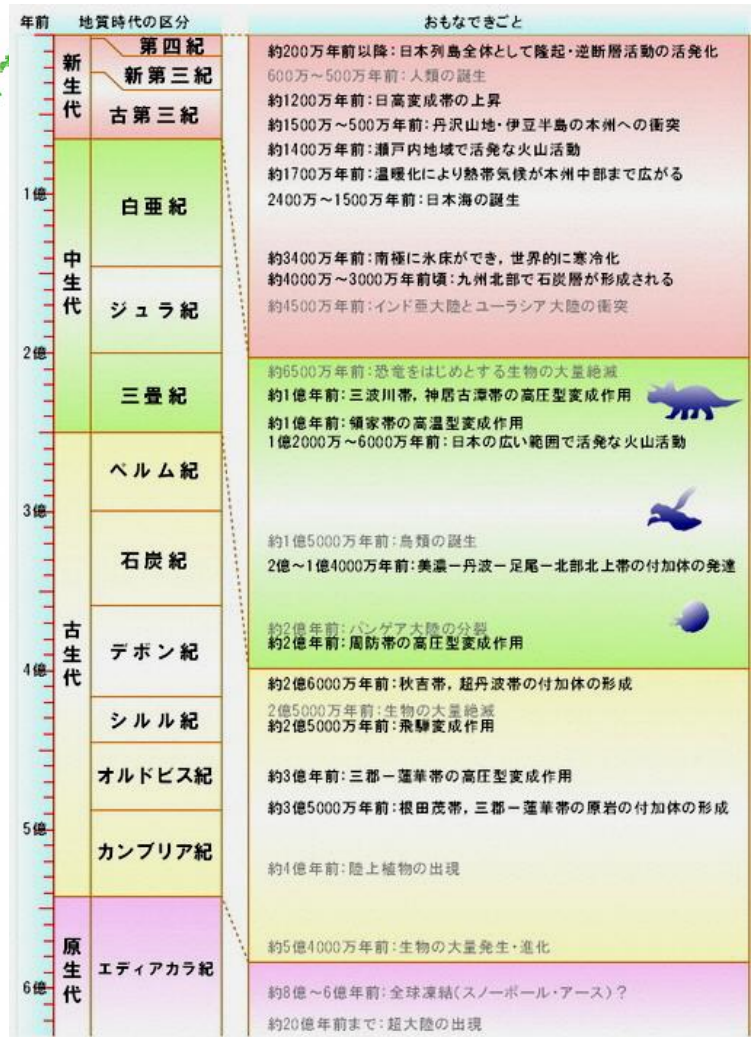 年前 地質時代の区分 おもなできごと
新生代
第四紀
新第三紀
古第三紀
中生代
白亜紀
ジュラ紀
三畳紀
古生代
ペルム紀
石炭紀
デボン紀
シルル紀
オルドビス紀
カンブリア紀
原生代
エディアカラ紀
1億
2億
3億
4億
5億
6億
約200万年前以降:日本列島全体として隆起・逆断層活動の活発化
600万~500万年前:人類の誕生
約1200万年前:日高変成帯の上昇
約1500万~500万年前:丹沢山地・伊豆半島の本州への衝突
約1400万年前:瀬戸内地域で活発な火山活動
約1700万年前:温暖化により熱帯気候が本州中部まで広がる
2400万~1500万年前:日本海の誕生
約3400万年前:南極に氷床ができ,世界的に寒冷化
約4000万~3000万年前頃:九州北部で石炭層が形成される
約4500万年前:インド亜大陸とユーラシア大陸の衝突
約6500万年前:恐竜をはじめとする生物の大量絶滅
約1億年前:三波川帯,神居古潭帯の高圧型変成作用
約1億年前:領家帯の高温型変成作用
1億2000万~6000万年前:日本の広い範囲で活発な火山活動
約1億5000万年前:鳥類の誕生
2億~1億4000万年前:美濃-丹波-足尾-北部北上帯の付加体の発達
約2億年前:パンゲア大陸の分裂
約2億年前:周防帯の高圧型変成作用
約2億6000万年前:秋吉帯,超丹波帯の付加体の形成
2億5000万年前:生物の大量絶滅
約2億5000万年前:飛騨変成作用
約3億年前:三郡-蓮華帯の高圧型変成作用
約3億5000万年前:根田茂帯,三郡-蓮華帯の原岩の付加体の形成
約4億年前:陸上植物の出現
約5億4000万年前:生物の大量発生・進化
約8億~6億年前:全球凍結(スノーボール・アース)?
約20億年前まで:超大陸の出現